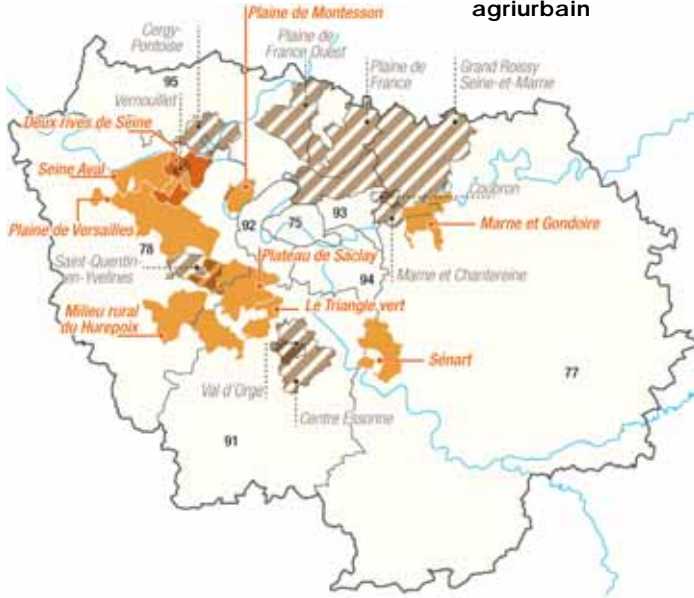 agriurbain
Plaine de Montesson
Cergy-
Pontoise
Plaine de
France Ouest
Plaine de
France
Grand Roissy
Seine-et-Marne
95
Vernouillet
Deux rives de Seine
Seine Aval
Coubron
92
75
93
Plaine de Versailles
Marne et Gondoire
78
Saint-Quentin-
en-Yvelines
Plateau de Saclay
94
Marne et Chantereine
Milieu rural
du Hurepoix
Le Triangle vert
Sénart
77
Val d'Orge
Centre Essonne
91